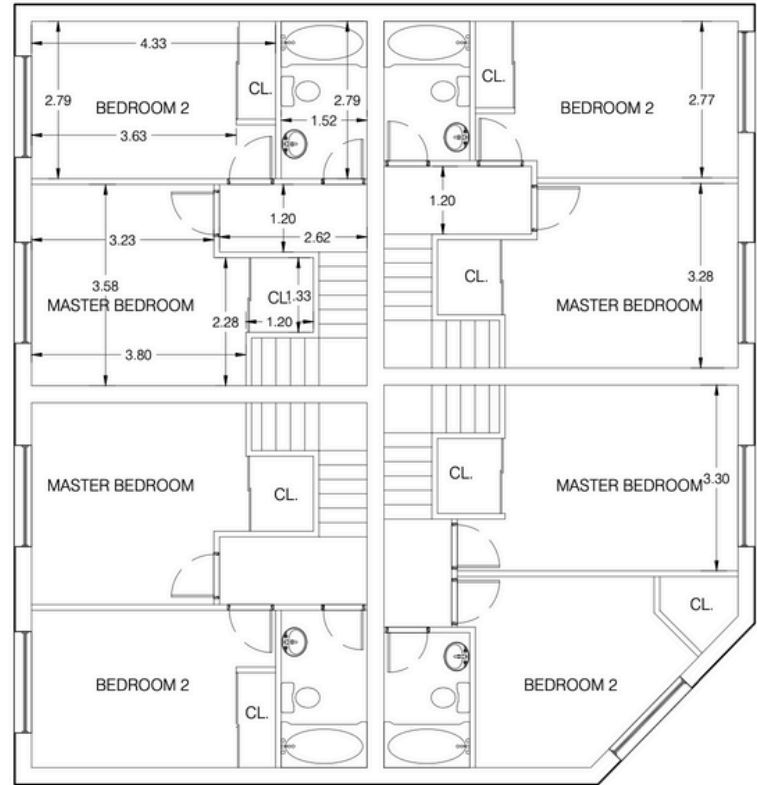 4.33
2.79
BEDROOM 2
CL.
3.63
2.79
1.52
CL.
BEDROOM 2
2.77
1.20
2.62
3.23
3.58
MASTER BEDROOM
2.28
CL.
1.33
1.20
3.80
1.20
CL.
3.28
MASTER BEDROOM
MASTER BEDROOM
CL.
CL.
MASTER BEDROOM
3.30
BEDROOM 2
CL.
CL.
BEDROOM 2